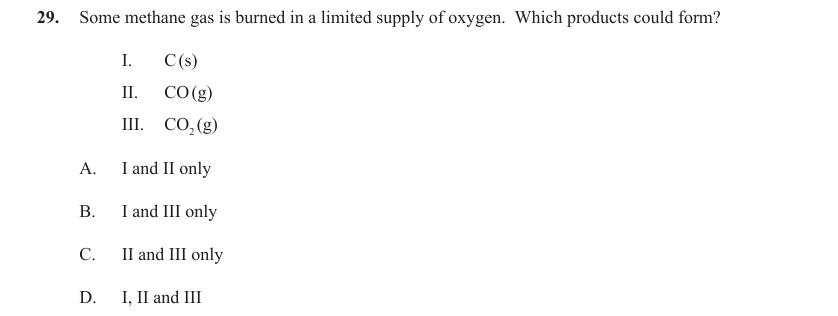 29. Some methane gas is burned in a limited supply of oxygen. Which products could form?
I. C(s)
II. CO(g)
III. CO₂(g)
A. I and II only
B. I and III only
C. II and III only
D. I, II and III